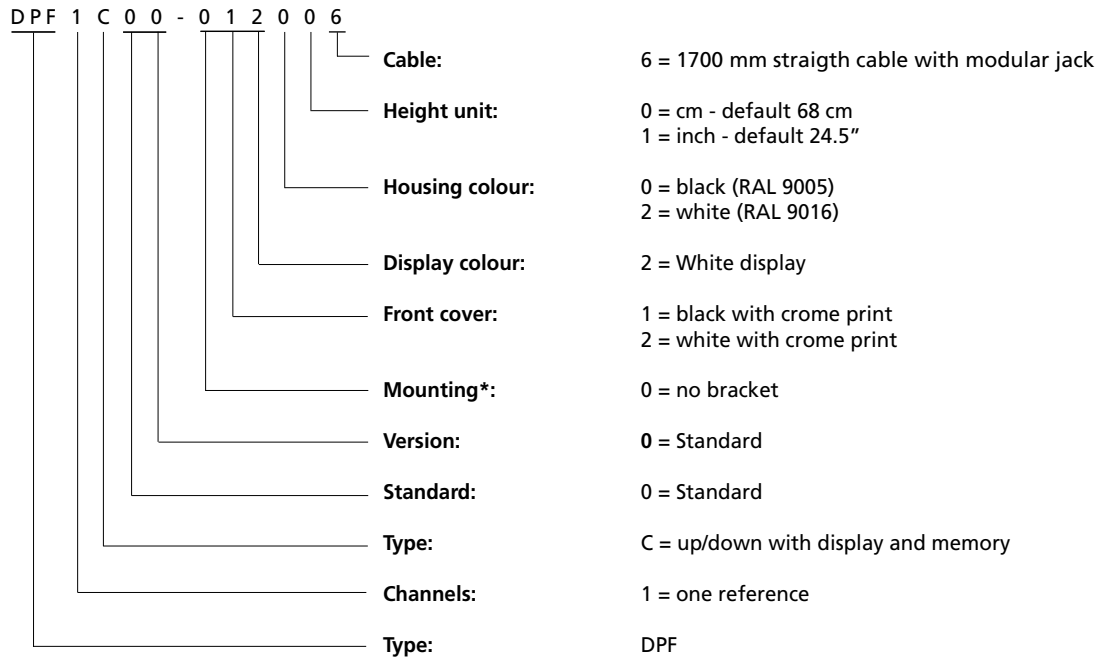 DPF 1 C 0 0 - 0 1 2 0 0 6
Cable: 6 = 1700 mm straigth cable with modular jack
Height unit: 0 = cm - default 68 cm
1 = inch - default 24.5”
Housing colour: 0 = black (RAL 9005)
2 = white (RAL 9016)
Display colour: 2 = White display
Front cover: 1 = black with crome print
2 = white with crome print
Mounting*: 0 = no bracket
Version: 0 = Standard
Standard: 0 = Standard
Type: C = up/down with display and memory
Channels: 1 = one reference
Type: DPF